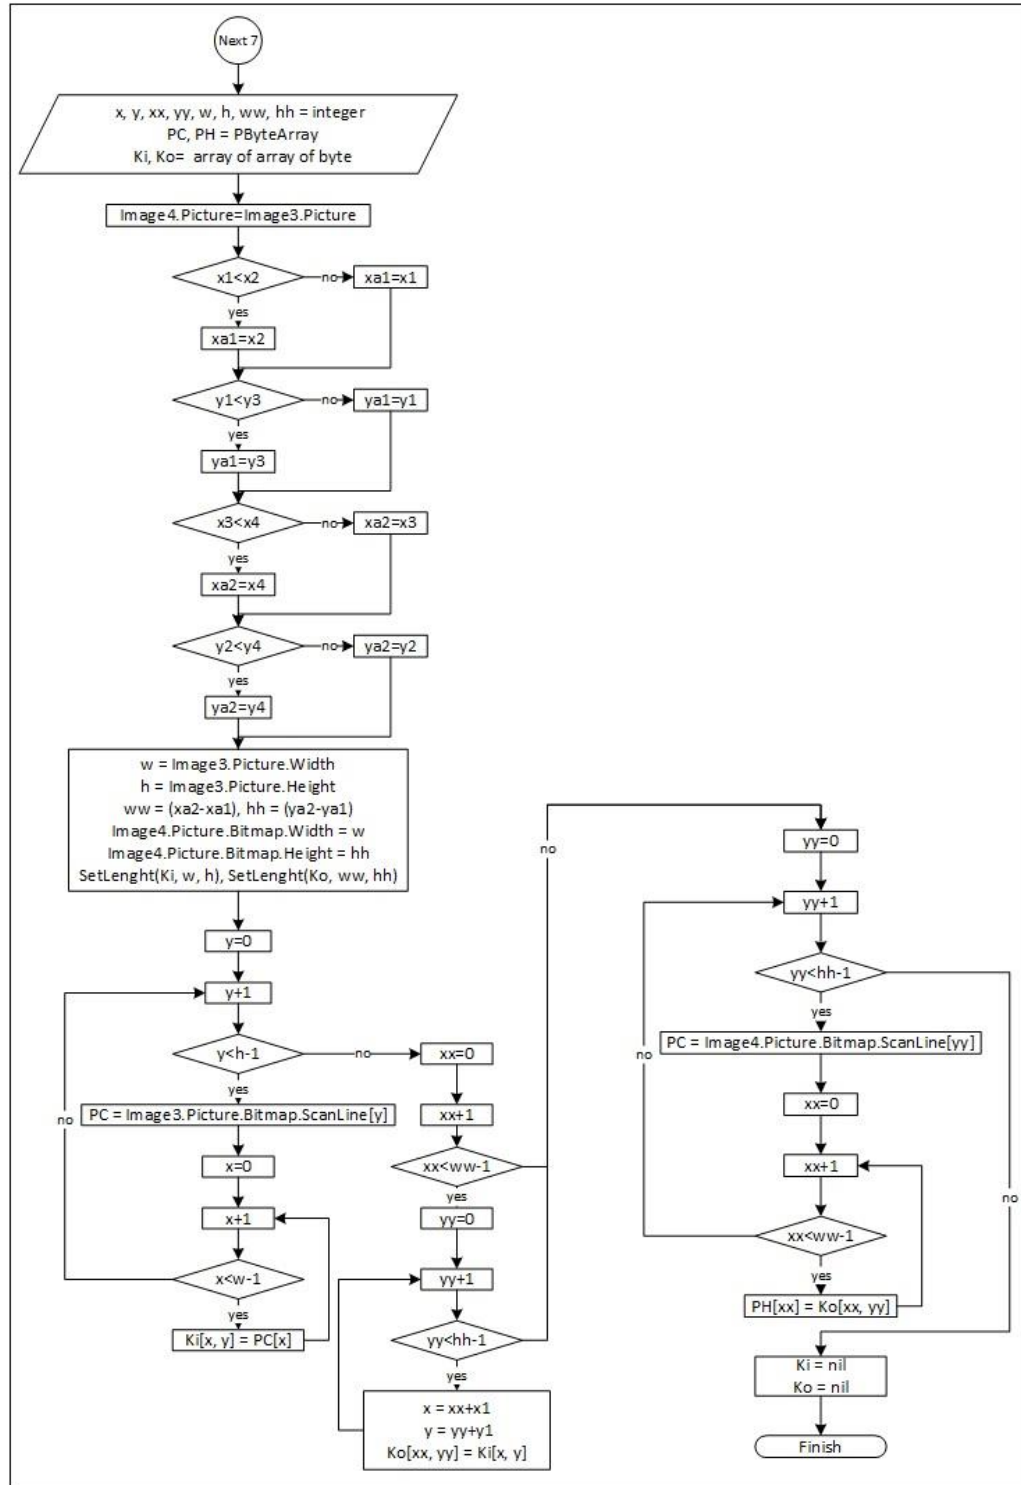 Next 7
x, y, xx, yy, w, h, ww, hh = integer
PC, PH = PByteArray
Ki, Ko= array of array of byte
Image4.Picture=Image3.Picture
x1<x2
no
xa1=x1
yes
xa1=x2
y1<y3
no
ya1=y1
yes
ya1=y3
x3<x4
no
xa2=x3
yes
xa2=x4
y2<y4
no
ya2=y2
yes
ya2=y4
w = Image3.Picture.Width
h = Image3.Picture.Height
ww = (xa2-xa1), hh = (ya2-ya1)
Image4.Picture.Bitmap.Width = w
Image4.Picture.Bitmap.Height = hh
SetLenght(Ki, w, h), SetLenght(Ko, ww, hh)
y=0
y+1
y<h-1
no
yes
PC = Image3.Picture.Bitmap.ScanLine[y]
no
x=0
x+1
x<w-1
yes
Ki[x, y] = PC[x]
xx=0
xx+1
xx<ww-1
no
yes
yy=0
yy+1
yy<hh-1
yes
x = xx+x1
y = yy+y1
Ko[xx, yy] = Ki[x, y]
yy=0
yy+1
yy<hh-1
no
yes
PC = Image4.Picture.Bitmap.ScanLine[yy]
no
xx=0
xx+1
xx<ww-1
yes
PH[xx] = Ko[xx, yy]
Ki = nil
Ko = nil
Finish